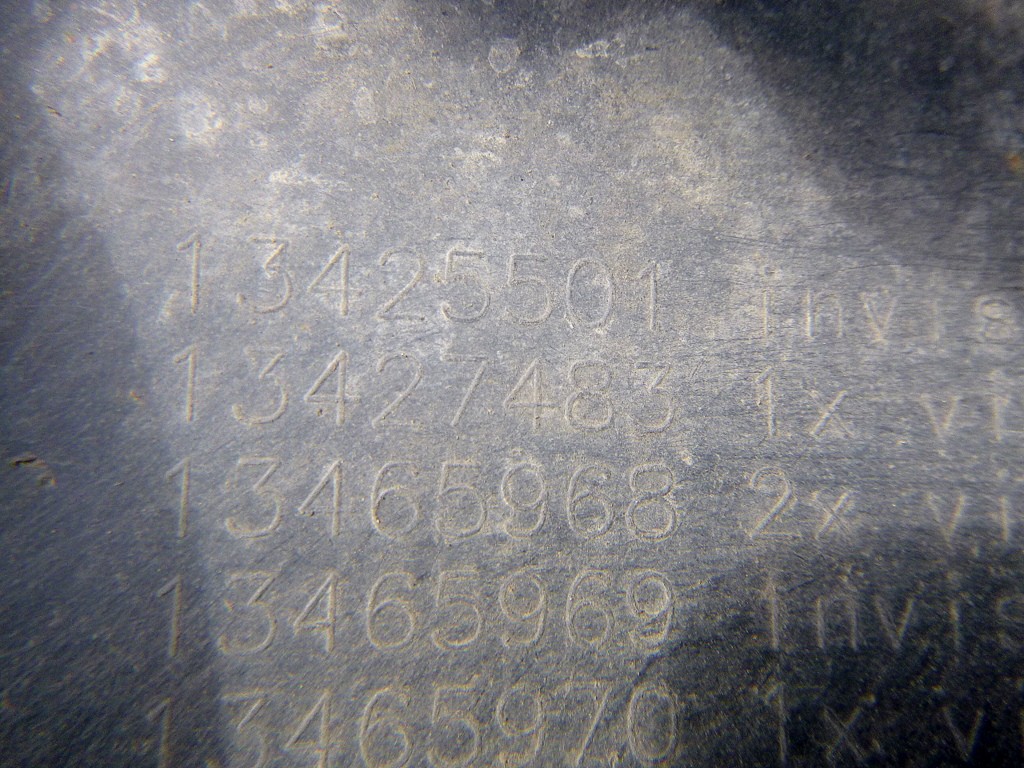 13425501 invis
13427483 1x vi
13465968 2x vi
13465969 invis
13465970 1x vi